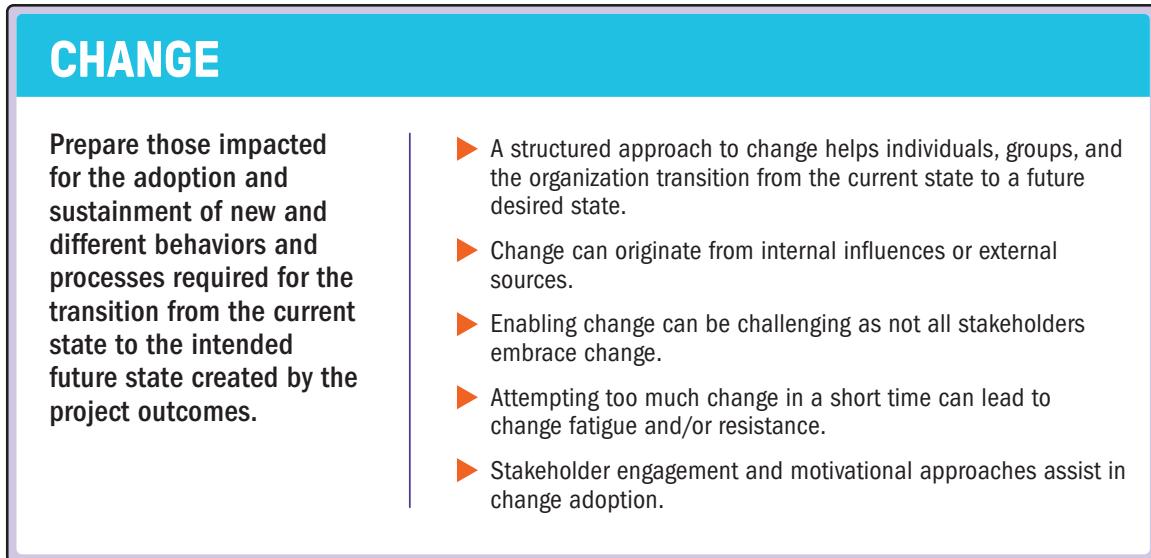 CHANGE
Prepare those impacted
for the adoption and
sustainment of new and
different behaviors and
processes required for the
transition from the current
state to the intended
future state created by the
project outcomes.
A structured approach to change helps individuals, groups, and
the organization transition from the current state to a future
desired state.
Change can originate from internal influences or external
sources.
Enabling change can be challenging as not all stakeholders
embrace change.
Attempting too much change in a short time can lead to
change fatigue and/or resistance.
Stakeholder engagement and motivational approaches assist in
change adoption.